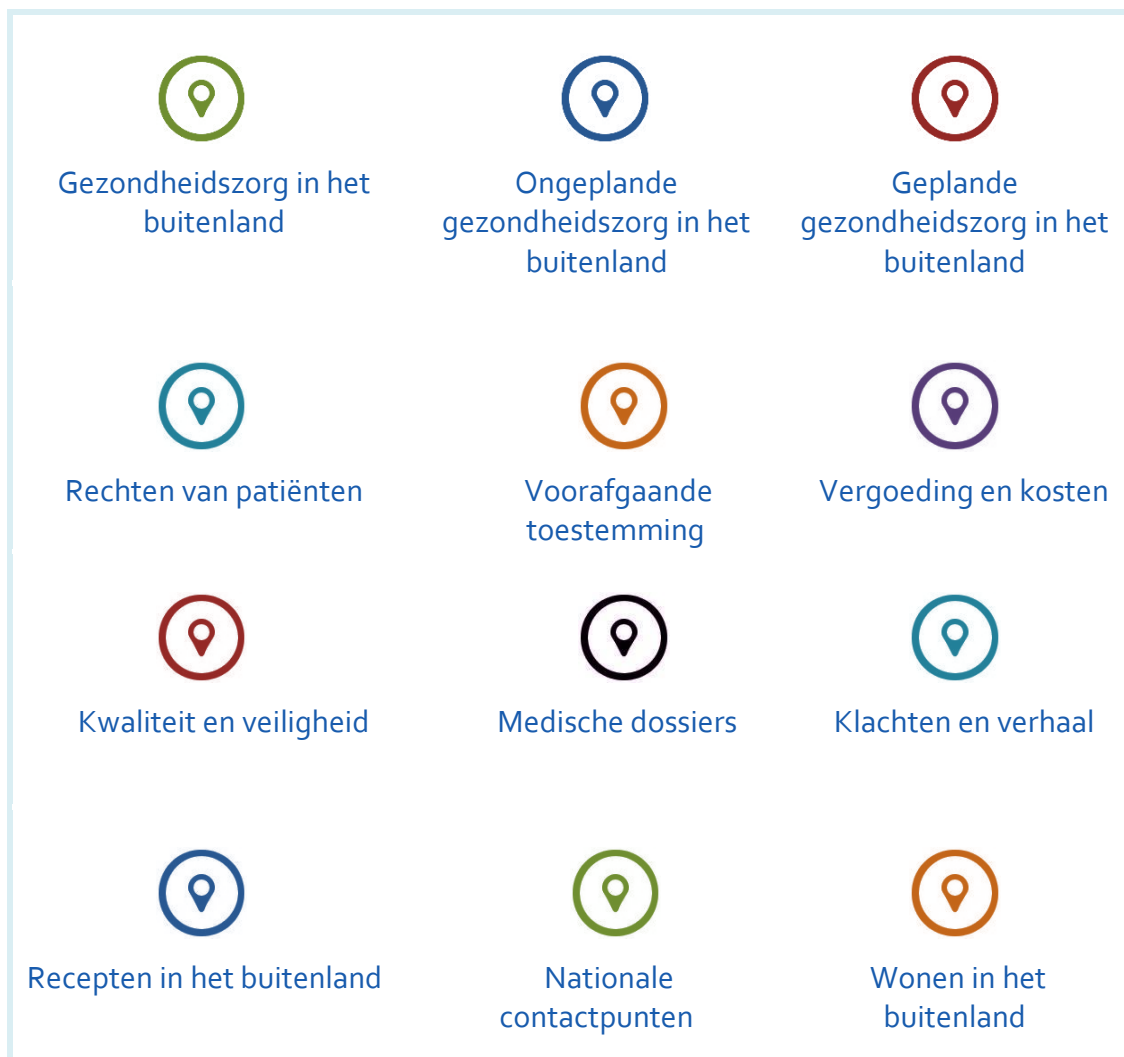 Gezondheidszorg in het
buitenland
Ongeplande
gezondheidszorg in het
buitenland
Geplande
gezondheidszorg in het
buitenland
Rechten van patiënten
Voorafgaande
toestemming
Vergoeding en kosten
Kwaliteit en veiligheid
Medische dossiers
Klachten en verhaal
Recepten in het buitenland
Nationale
contactpunten
Wonen in het
buitenland